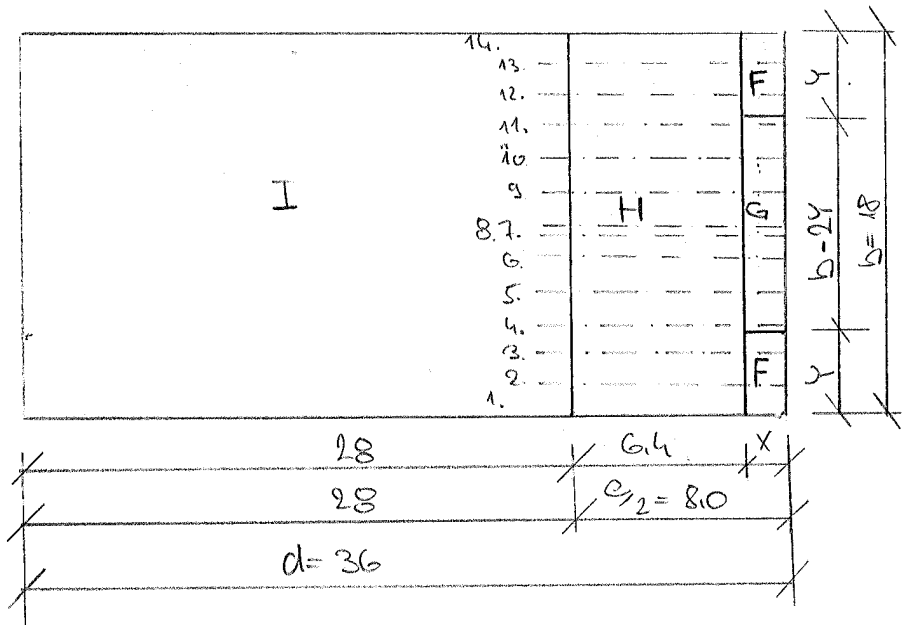 14.
13.
12.
11.
10
9
8.7.
6.
5.
4.
3.
2
1.
I
H
F
G
F
Y
b-2Y
Y
b=18
28
6,4
X
28
e/2 = 8,0
d= 36